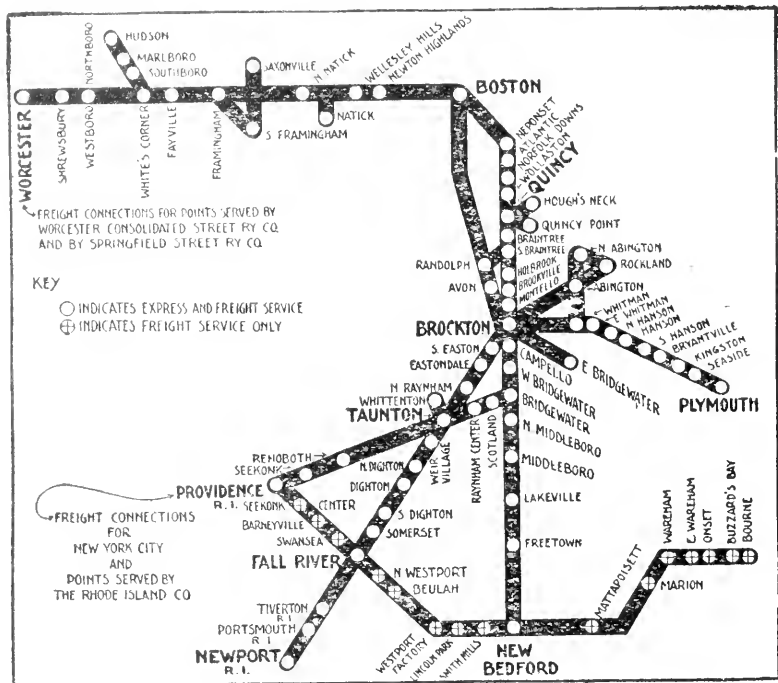 HUDSON
MARLBORO
SOUTHBORO
NORTHBORO
SAXONVILLE
N NATICK
WELLESLEY HILLS
NEWTON HIGHLANDS
BOSTON
WORCESTER
SHREWSBURY
WESTBORO
WHITE'S CORNER
FAYVILLE
FRAMINGHAM
S. FRAMINGHAM
NATICK
NEPONSET
ATLANTIC
NORFOLK DOWNS
WOLLASTON
QUINCY
HOUGH'S NECK
QUINCY POINT
FREIGHT CONNECTIONS FOR POINTS SERVED BY
WORCESTER CONSOLIDATED STREET RY CO.
AND BY SPRINGFIELD STREET RY CO.
BRAINTREE
S. BRAINTREE
HOLBROOK
BROOKVILLE
MONTELLO
RANDOLPH
AVON
N ABINGTON
ROCKLAND
ABINGTON
KEY
INDICATES EXPRESS AND FREIGHT SERVICE
INDICATES FREIGHT SERVICE ONLY
BROCKTON
WHITMAN
E WHITMAN
N HANSON
HANSON
S. HANSON
BRYANTVILLE
KINGSTON
SEASIDE
PLYMOUTH
S. EASTON
EASTONDALE
N RAYNHAM
WHITTENTON
TAUNTON
CAMPELLO
W BRIDGEWATER
BRIDGEWATER
E BRIDGEWATER
N. MIDDLEBORO
MIDDLEBORO
LAKEVILLE
FREETOWN
RAYNHAM CENTER
SCOTLAND
WEIR
VILLAGE
REHOBOTH
SEEKONK
N. DIGHTON
DIGHTON
S DIGHTON
SOMERSET
PROVIDENCE
R.I.
SEEKONK CENTER
BARNEYVILLE
SWANSEA
FREIGHT CONNECTIONS
FOR
NEW YORK CITY
AND
POINTS SERVED BY
THE RHODE ISLAND CO.
FALL RIVER
N WESTPORT
BEULAH
TIVERTON
R.I.
PORTSMOUTH
R.I.
NEWPORT
R.I.
WESTPORT
FACTORY
LINCOLN PARK
SMITH MILLS
NEW
BEDFORD
MATTAPOISETT
MARION
WAREHAM
E. WAREHAM
ONSET
BUZZARD'S BAY
BOURNE